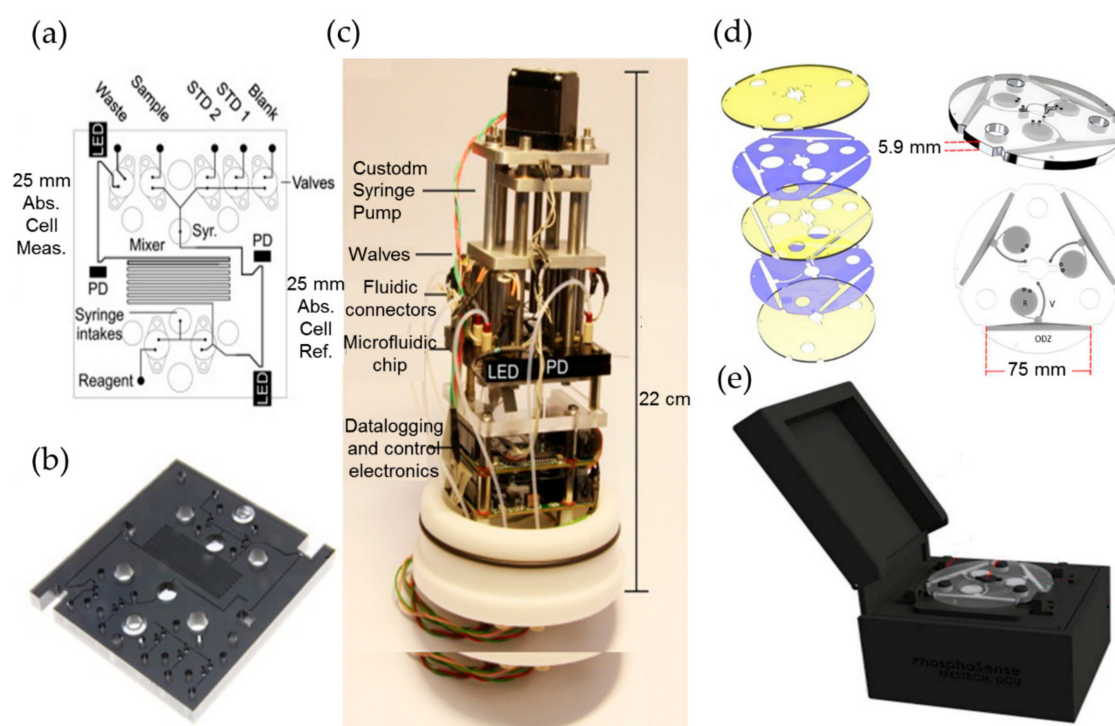 (a)
Waste
Sample
STD 2
STD 1
Blank
LED
25 mm
Abs.
Cell
Meas.
Valves
Syr.
Mixer
PD
PD
25 mm
Abs.
Cell
Ref.
Syringe
intakes
Reagent
LED
(b)
(c)
Custodm
Syringe
Pump
Walves
Fluidic
connectors
Microfluidic
chip
LED PD
22 cm
Datalogging
and control
electronics
(d)
5.9 mm
R
V
ODZ
75 mm
(e)
PhosphaSense
MESTECH, DCU